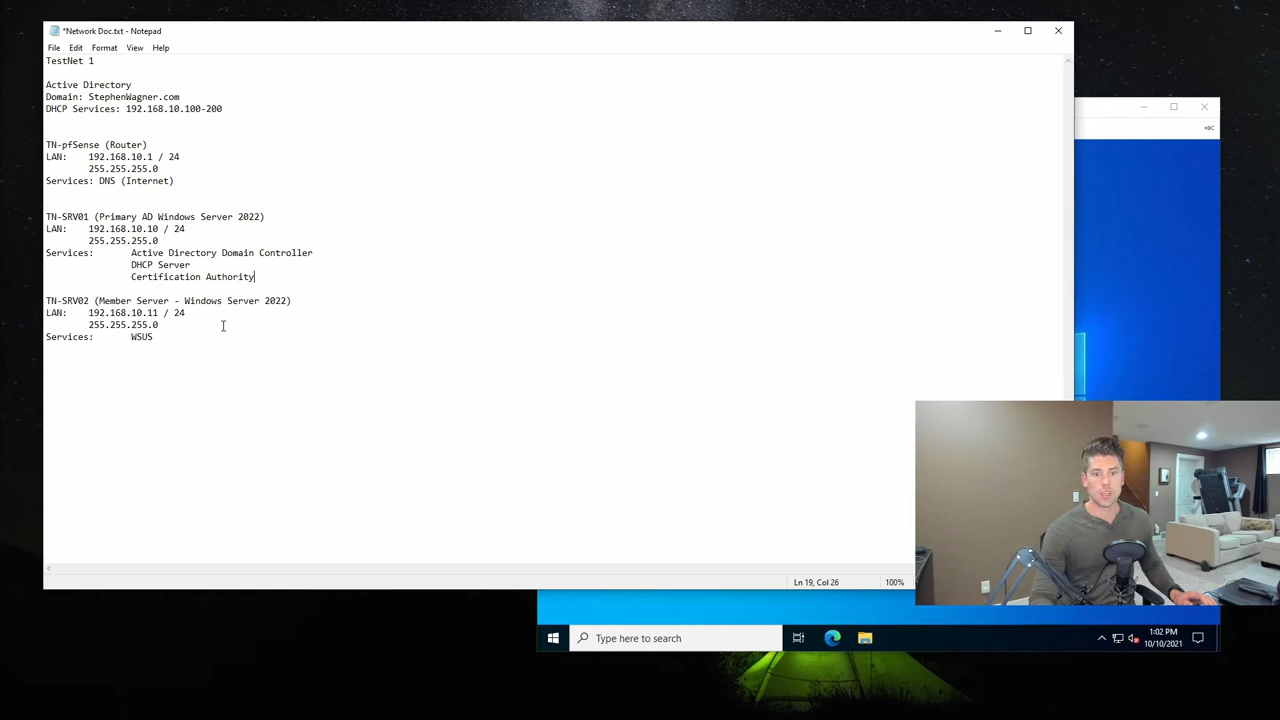 *Network Doc.txt - Notepad
File Edit Format View Help
TestNet 1
Active Directory
Domain: StephenWagner.com
DHCP Services: 192.168.10.100-200
TN-pfSense (Router)
LAN: 192.168.10.1 / 24
255.255.255.0
Services: DNS (Internet)
TN-SRV01 (Primary AD Windows Server 2022)
LAN: 192.168.10.10 / 24
255.255.255.0
Services: Active Directory Domain Controller
DHCP Server
Certification Authority
TN-SRV02 (Member Server - Windows Server 2022)
LAN: 192.168.10.11 / 24
255.255.255.0
Services: WSUS
Ln 19, Col 26 100%
Type here to search
1:02 PM
10/10/2021